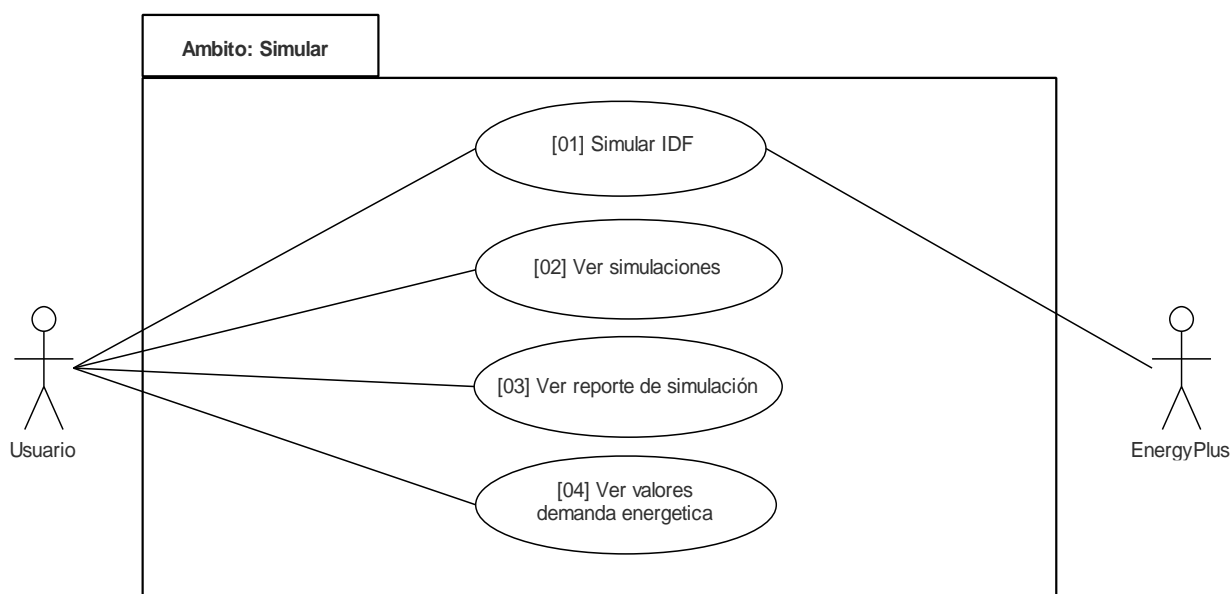 Ambito: Simular
[01] Simular IDF
[02] Ver simulaciones
[03] Ver reporte de simulación
[04] Ver valores
demanda energetica
Usuario
EnergyPlus